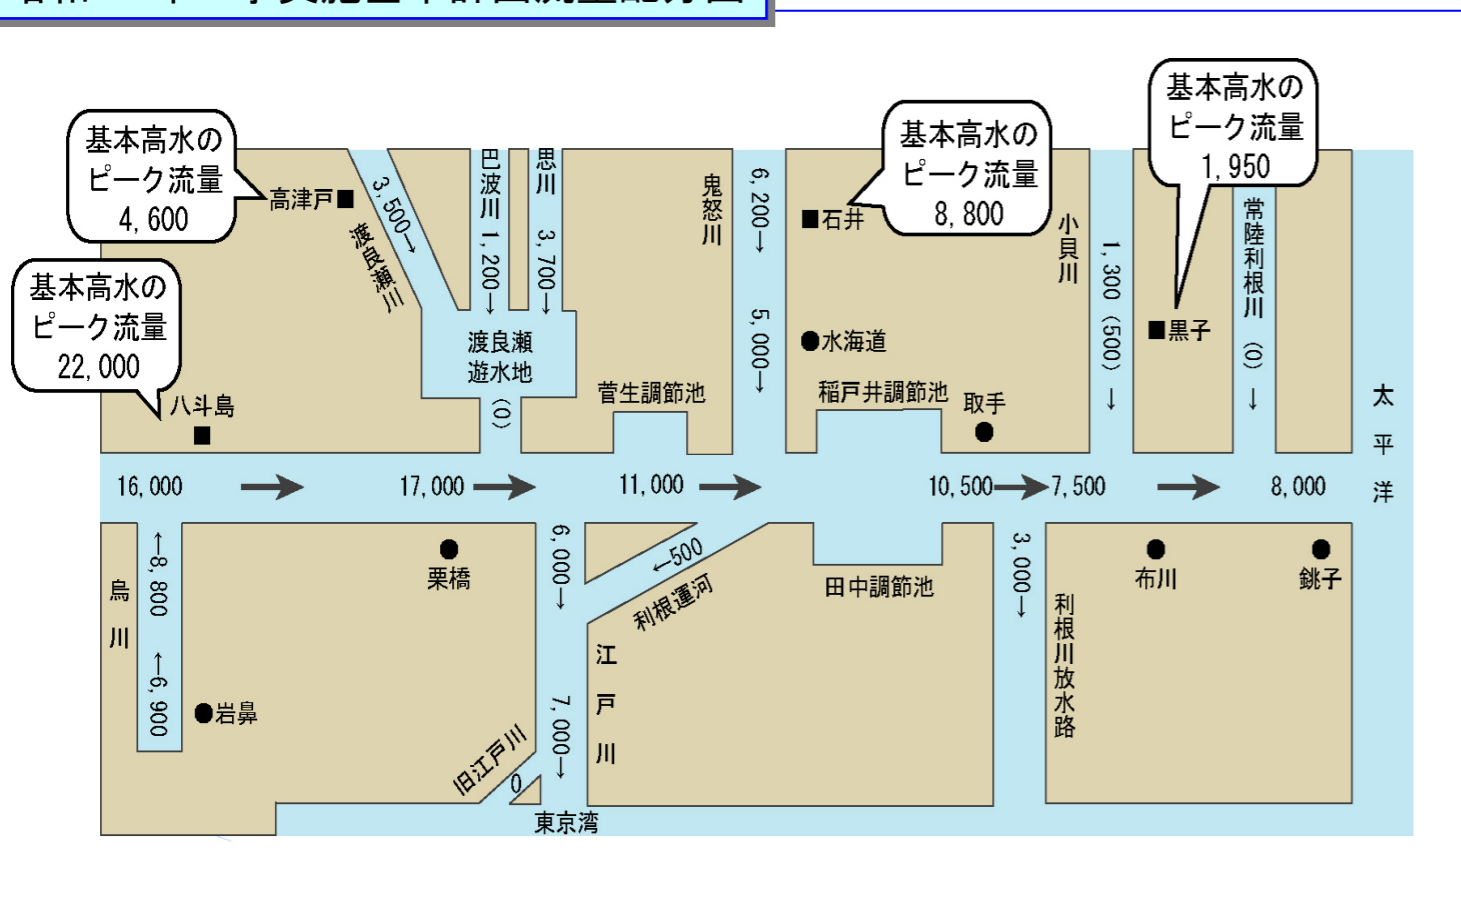 基本高水の
ピーク流量
4,600
基本高水の
ピーク流量
22,000
基本高水の
ピーク流量
8,800
基本高水の
ピーク流量
1,950
高津戸
3,500→
渡良瀬川
巴波川 1,200→
思川 3,700→
渡良瀬
遊水地
(0)
鬼怒川
6,200→
5,000→
石井
水海道
菅生調節池
稲戸井調節池
取手
小貝川
1,300(500)→
黒子
常陸利根川 (0)→
八斗島
太平洋
16,000
17,000
11,000
10,500
7,500
8,000
烏川
←8,800
←6,900
岩鼻
栗橋
6,000→
←500
利根運河
江戸川
7,000→
旧江戸川
0
東京湾
田中調節池
3,000→
利根川放水路
布川
銚子